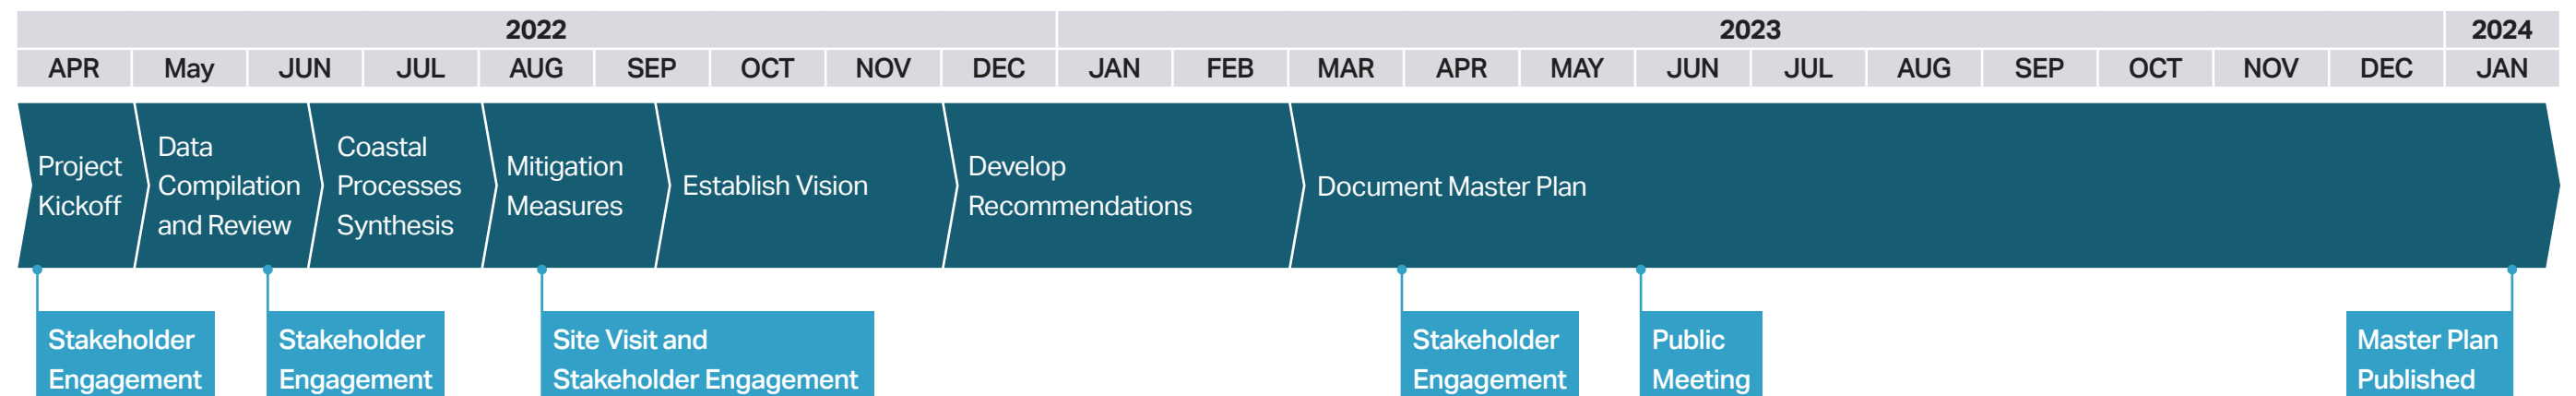 2022 2023 2024
APR May JUN JUL AUG SEP OCT NOV DEC JAN FEB MAR APR MAY JUN JUL AUG SEP OCT NOV DEC JAN
Project
Kickoff
Data
Compilation
and Review
Coastal
Processes
Synthesis
Mitigation
Measures
Establish Vision
Develop
Recommendations
Document Master Plan
Stakeholder
Engagement
Stakeholder
Engagement
Site Visit and
Stakeholder Engagement
Stakeholder
Engagement
Public
Meeting
Master Plan
Published